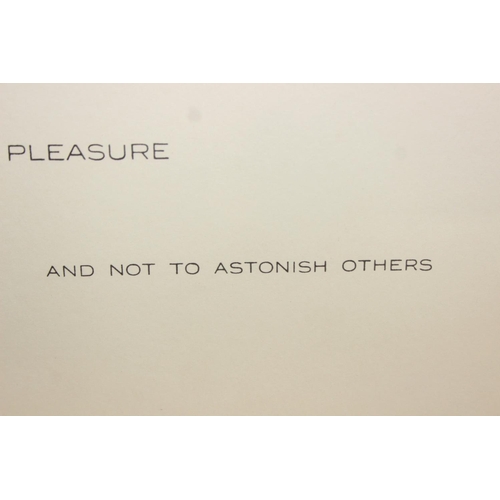 PLEASURE
AND NOT TO ASTONISH OTHERS